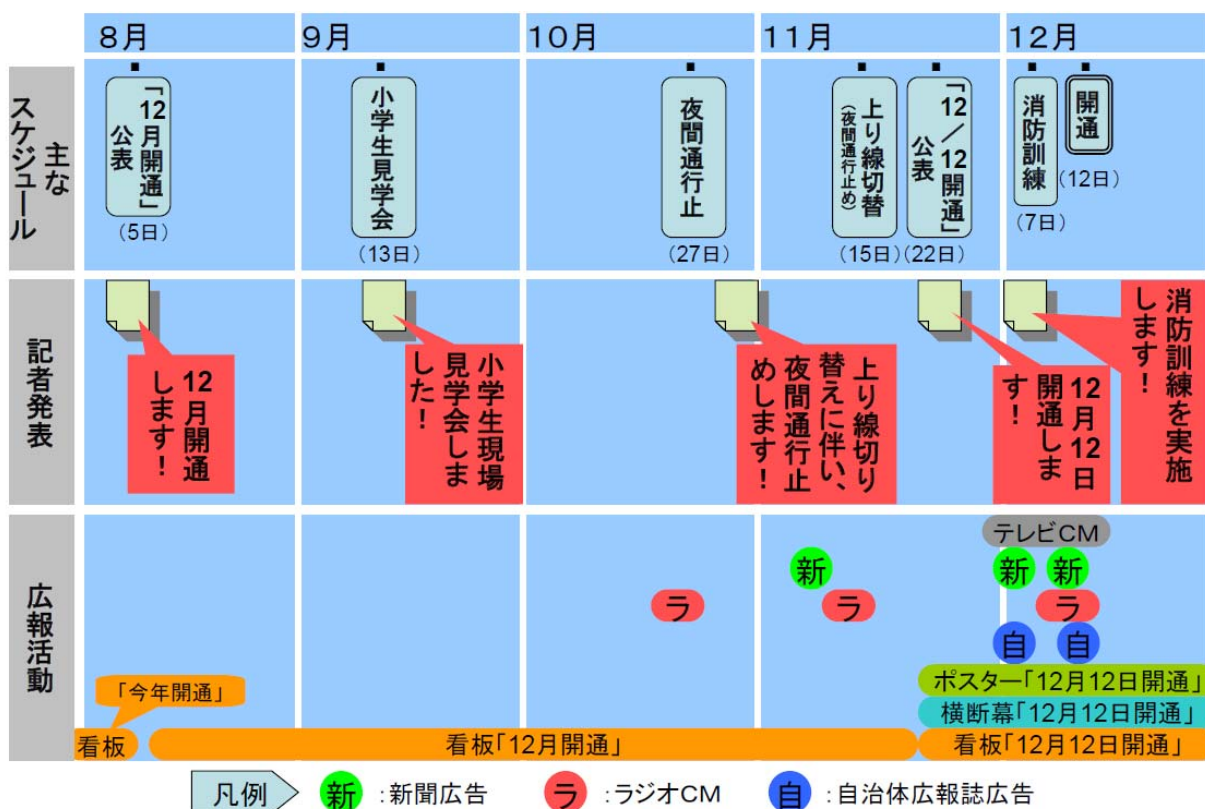 8月
9月
10月
11月
12月
主な
スケジュール
「12月開通」
公表
(5日)
小学生見学会
(13日)
夜間通行止
(27日)
上り線切替
(夜間通行止め)
(15日)
「12/12開通」
公表
(22日)
消防訓練
(7日)
開通
(12日)
記者発表
12月開通
します!
小学生現場
見学会しま
した!
上り線切り
替えに伴い、
夜間通行止
めします!
12月12日
開通しま
す!
消防訓練を実施
します!
広報活動
テレビCM
新
新
新
ラ
ラ
ラ
自
自
ポスター「12月12日開通」
横断幕「12月12日開通」
「今年開通」
看板
看板「12月開通」
看板「12月12日開通」
凡例
新 :新聞広告
ラ :ラジオCM
自 :自治体広報誌広告